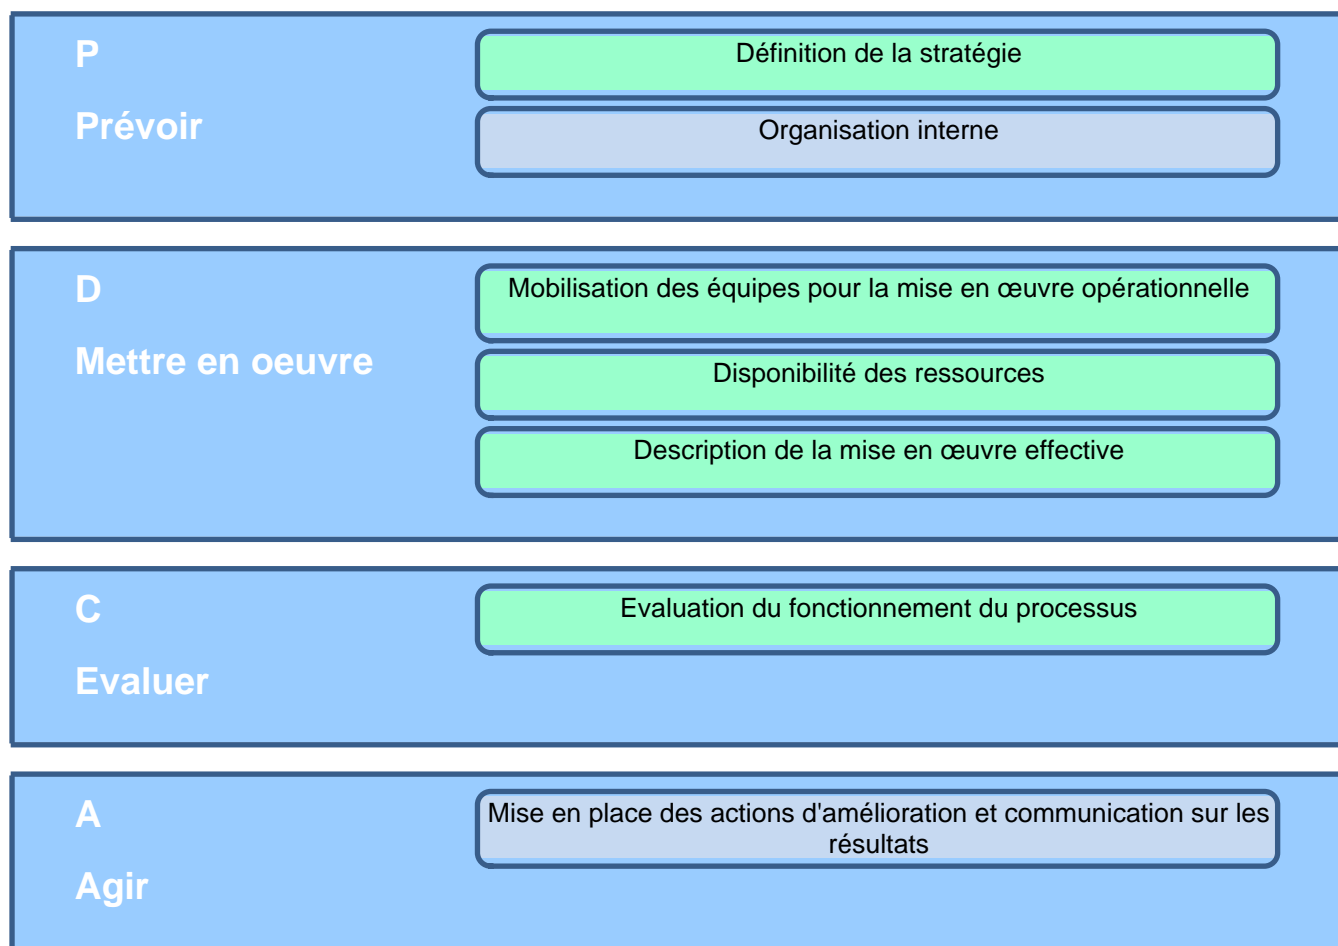 P
Prévoir
Définition de la stratégie
Organisation interne
D
Mettre en oeuvre
Mobilisation des équipes pour la mise en œuvre opérationnelle
Disponibilité des ressources
Description de la mise en œuvre effective
C
Evaluer
Evaluation du fonctionnement du processus
A
Agir
Mise en place des actions d'amélioration et communication sur les
résultats